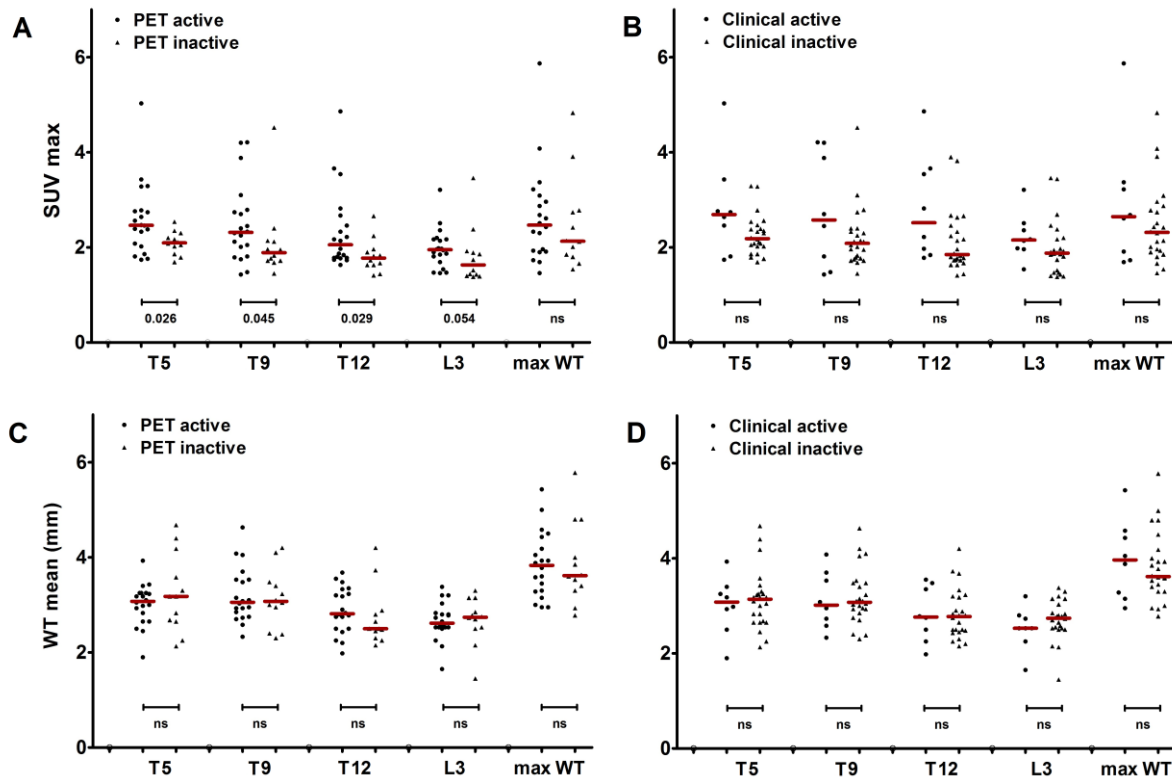 A
PET active
PET inactive
SUV max
6
4
2
0
0.026
0.045
0.029
0.054
ns
T5
T9
T12
L3
max WT
B
Clinical active
Clinical inactive
6
4
2
0
ns
ns
ns
ns
ns
T5
T9
T12
L3
max WT
C
PET active
PET inactive
WT mean (mm)
6
4
2
0
ns
ns
ns
ns
ns
T5
T9
T12
L3
max WT
D
Clinical active
Clinical inactive
6
4
2
0
ns
ns
ns
ns
ns
T5
T9
T12
L3
max WT